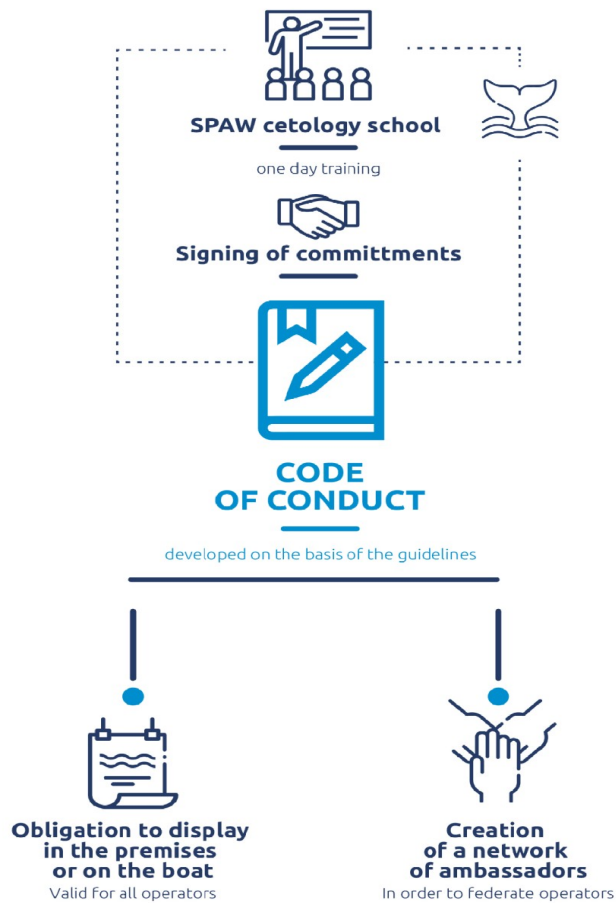 SPAW cetology school
one day training
Signing of committments
CODE
OF CONDUCT
developed on the basis of the guidelines
Obligation to display
in the premises
or on the boat
Valid for all operators
Creation
of a network
of ambassadors
In order to federate operators